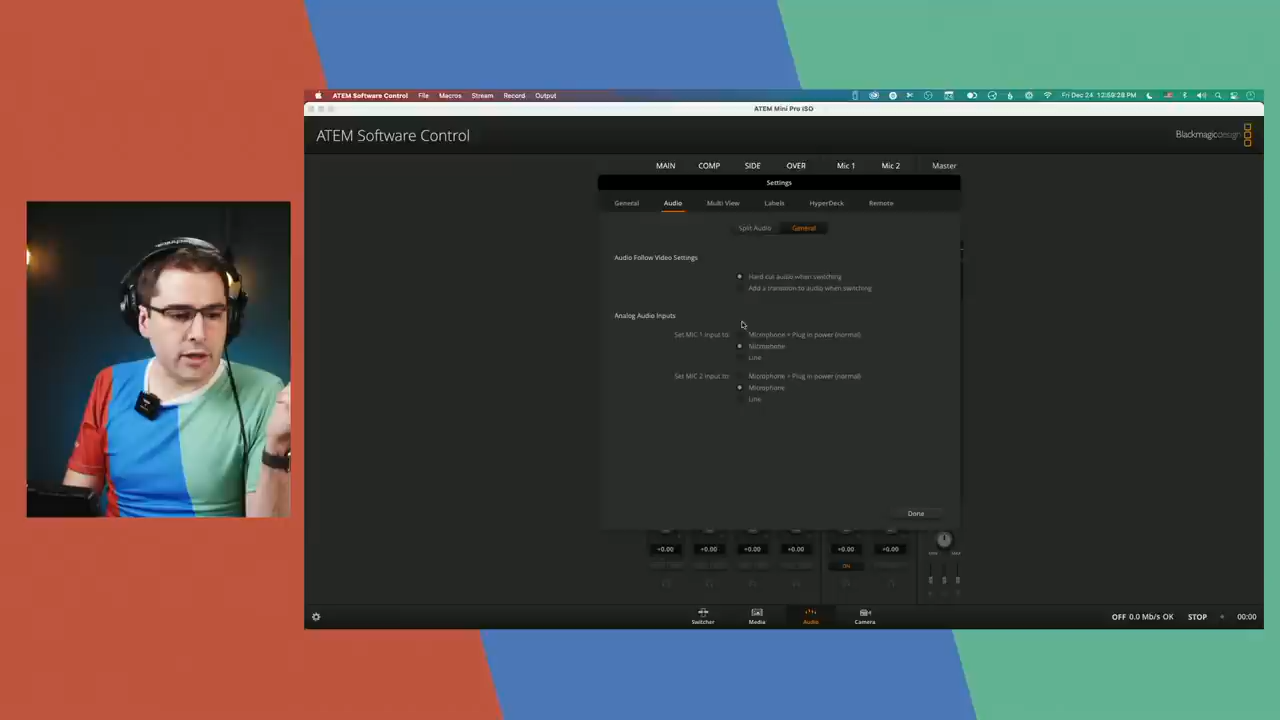 ATEM Software Control File Macros Stream Record Output Fri Dec 24 12:59:28 PM
ATEM Mini Pro ISO
ATEM Software Control
Blackmagicdesign
MAIN COMP SIDE OVER Mic 1 Mic 2 Master
Settings
General Audio Multi View Labels HyperDeck Remote
Split Audio General
Audio Follow Video Settings
Hard cut audio when switching
Add a transition to audio when switching
Analog Audio Inputs
Set MIC 1 input to: Microphone + Plug in power (normal)
Microphone
Line
Set MIC 2 input to: Microphone + Plug in power (normal)
Microphone
Line
Done
+0.00 +0.00 +0.00 +0.00 +0.00 +0.00
ON
Switcher Media Audio Camera
OFF 0.0 Mb/s OK STOP 00:00